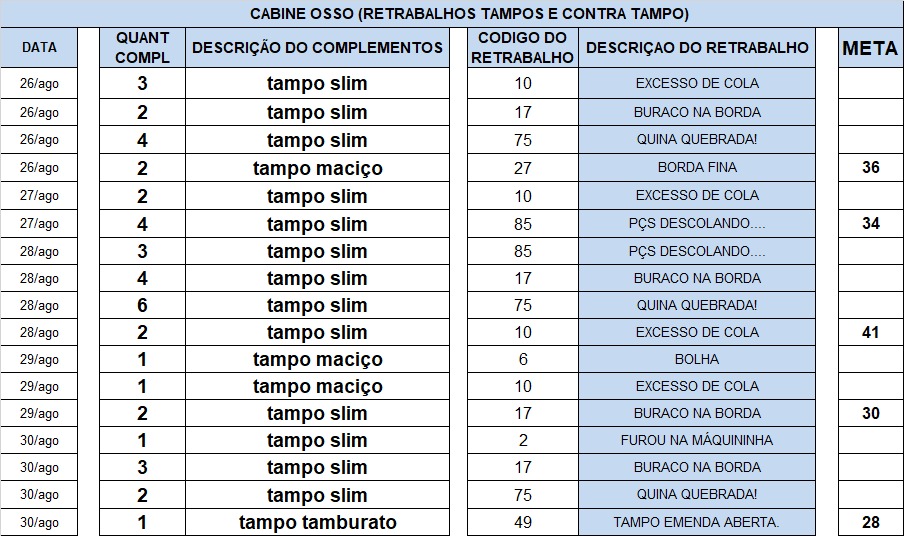 CABINE OSSO (RETRABALHOS TAMPOS E CONTRA TAMPO)
DATA QUANT COMPL DESCRIÇÃO DO COMPLEMENTOS CODIGO DO RETRABALHO DESCRIÇAO DO RETRABALHO META
26/ago 3 tampo slim 10 EXCESSO DE COLA
26/ago 2 tampo slim 17 BURACO NA BORDA
26/ago 4 tampo slim 75 QUINA QUEBRADA!
26/ago 2 tampo maciço 27 BORDA FINA 36
27/ago 2 tampo slim 10 EXCESSO DE COLA
27/ago 4 tampo slim 85 PÇS DESCOLANDO.... 34
28/ago 3 tampo slim 85 PÇS DESCOLANDO....
28/ago 4 tampo slim 17 BURACO NA BORDA
28/ago 6 tampo slim 75 QUINA QUEBRADA!
28/ago 2 tampo slim 10 EXCESSO DE COLA 41
29/ago 1 tampo maciço 6 BOLHA
29/ago 1 tampo maciço 10 EXCESSO DE COLA
29/ago 2 tampo slim 17 BURACO NA BORDA 30
30/ago 1 tampo slim 2 FUROU NA MÁQUININHA
30/ago 3 tampo slim 17 BURACO NA BORDA
30/ago 2 tampo slim 75 QUINA QUEBRADA!
30/ago 1 tampo tamburato 49 TAMPO EMENDA ABERTA. 28